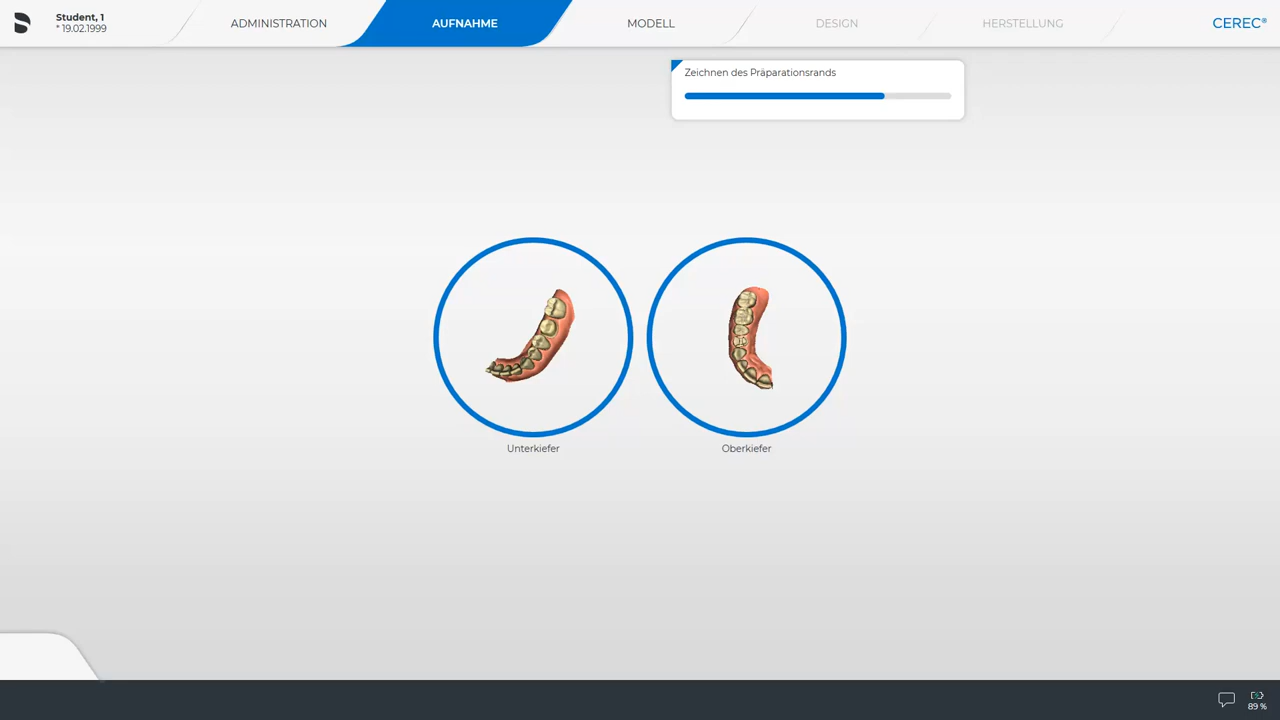 Student, 1
* 19.02.1999
ADMINISTRATION
AUFNAHME
MODELL
DESIGN
HERSTELLUNG
CEREC®
Zeichnen des Präparationsrands
Unterkiefer
Oberkiefer
89 %